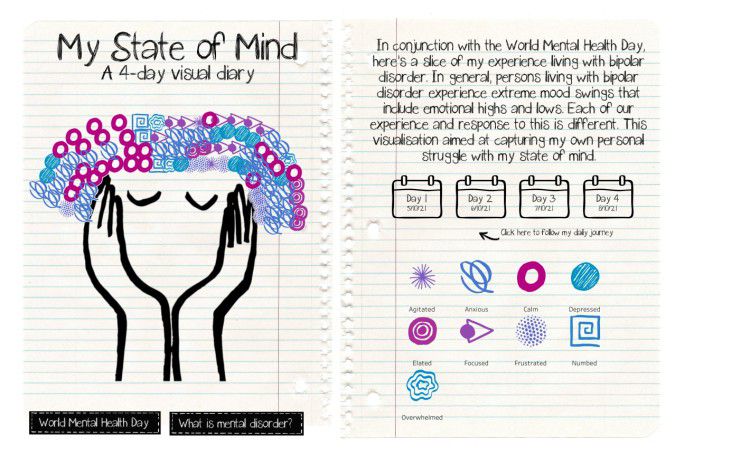 My State of Mind
A 4-day visual diary
World Mental Health Day
What is mental disorder?
In conjunction with the World Mental Health Day,
here's a slice of my experience living with bipolar
disorder. In general, persons living with bipolar
disorder experience extreme mood swings that
include emotional highs and lows. Each of our
experience and response to this is different. This
visualisation aimed at capturing my own personal
struggle with my state of mind.
Day 1 Day 2 Day 3 Day 4
5/10/21 6/10/21 7/10/21 8/10/21
Click here to follow my daily journey
Agitated Anxious Calm Depressed
Elated Focused Frustrated Numbed
Overwhelmed